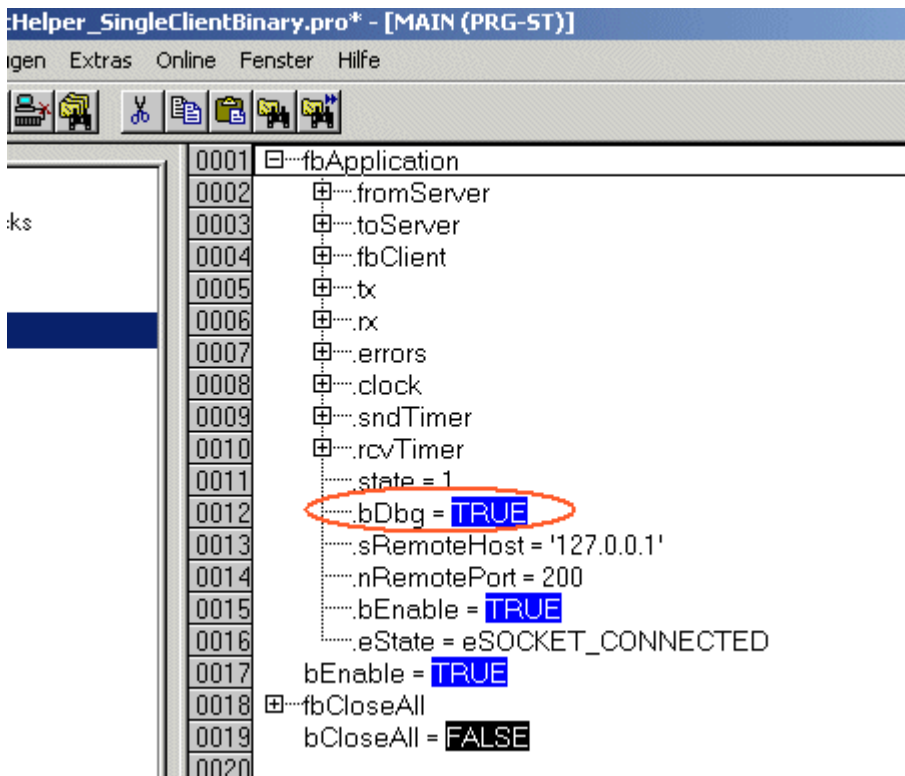 tHelper_SingleClientBinary.pro* - [MAIN (PRG-ST)]
igen Extras Online Fenster Hilfe
ks
0001 fbApplication
0002 .fromServer
0003 .toServer
0004 .fbClient
0005 .tx
0006 .rx
0007 .errors
0008 .clock
0009 .sndTimer
0010 .rcvTimer
0011 .state = 1
0012 .bDbg = TRUE
0013 .sRemoteHost = '127.0.0.1'
0014 .nRemotePort = 200
0015 .bEnable = TRUE
0016 .eState = eSOCKET_CONNECTED
0017 bEnable = TRUE
0018 fbCloseAll
0019 bCloseAll = FALSE
0020